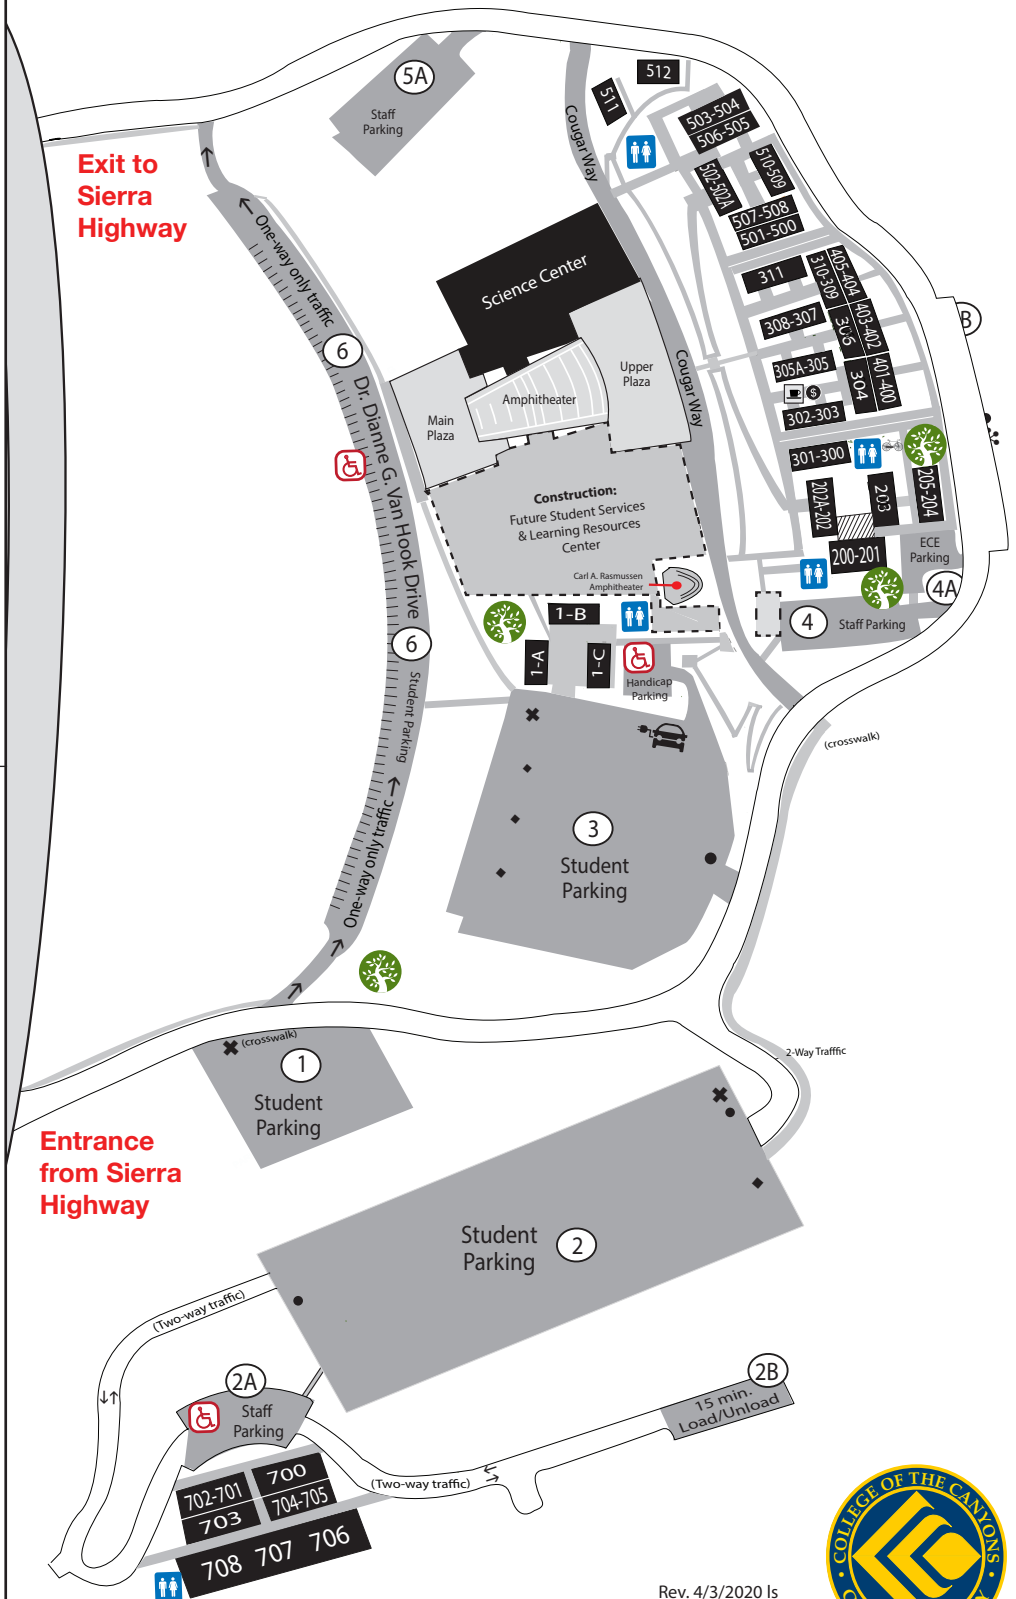 5A
Staff
Parking
Exit to
Sierra
Highway
One-way only traffic
6
Dr. Dianne G. Van Hook Drive
6
Student Parking
One-way only traffic
Cougar Way
Cougar Way
512
511
503-504
506-505
502-502A
510-509
507-508
501-500
311
310-309
405-404
308-307
306
403-402
305A-305
304
401-400
$
302-303
301-300
B
202A-202
203
205-204
200-201
ECE
Parking
4A
4
Staff Parking
Science Center
Upper
Plaza
Amphitheater
Main
Plaza
Construction:
Future Student Services
& Learning Resources
Center
Carl A. Rasmussen
Amphitheater
1-B
1-A
1-C
Handicap
Parking
(crosswalk)
3
Student
Parking
(crosswalk)
1
Student
Parking
2-Way Trafffic
Entrance
from Sierra
Highway
Student
Parking
2
(Two-way traffic)
2A
Staff
Parking
2B
15 min.
Load/Unload
(Two-way traffic)
702-701
700
703
704-705
708 707 706
COLLEGE OF THE CANYONS
Rev. 4/3/2020 ls